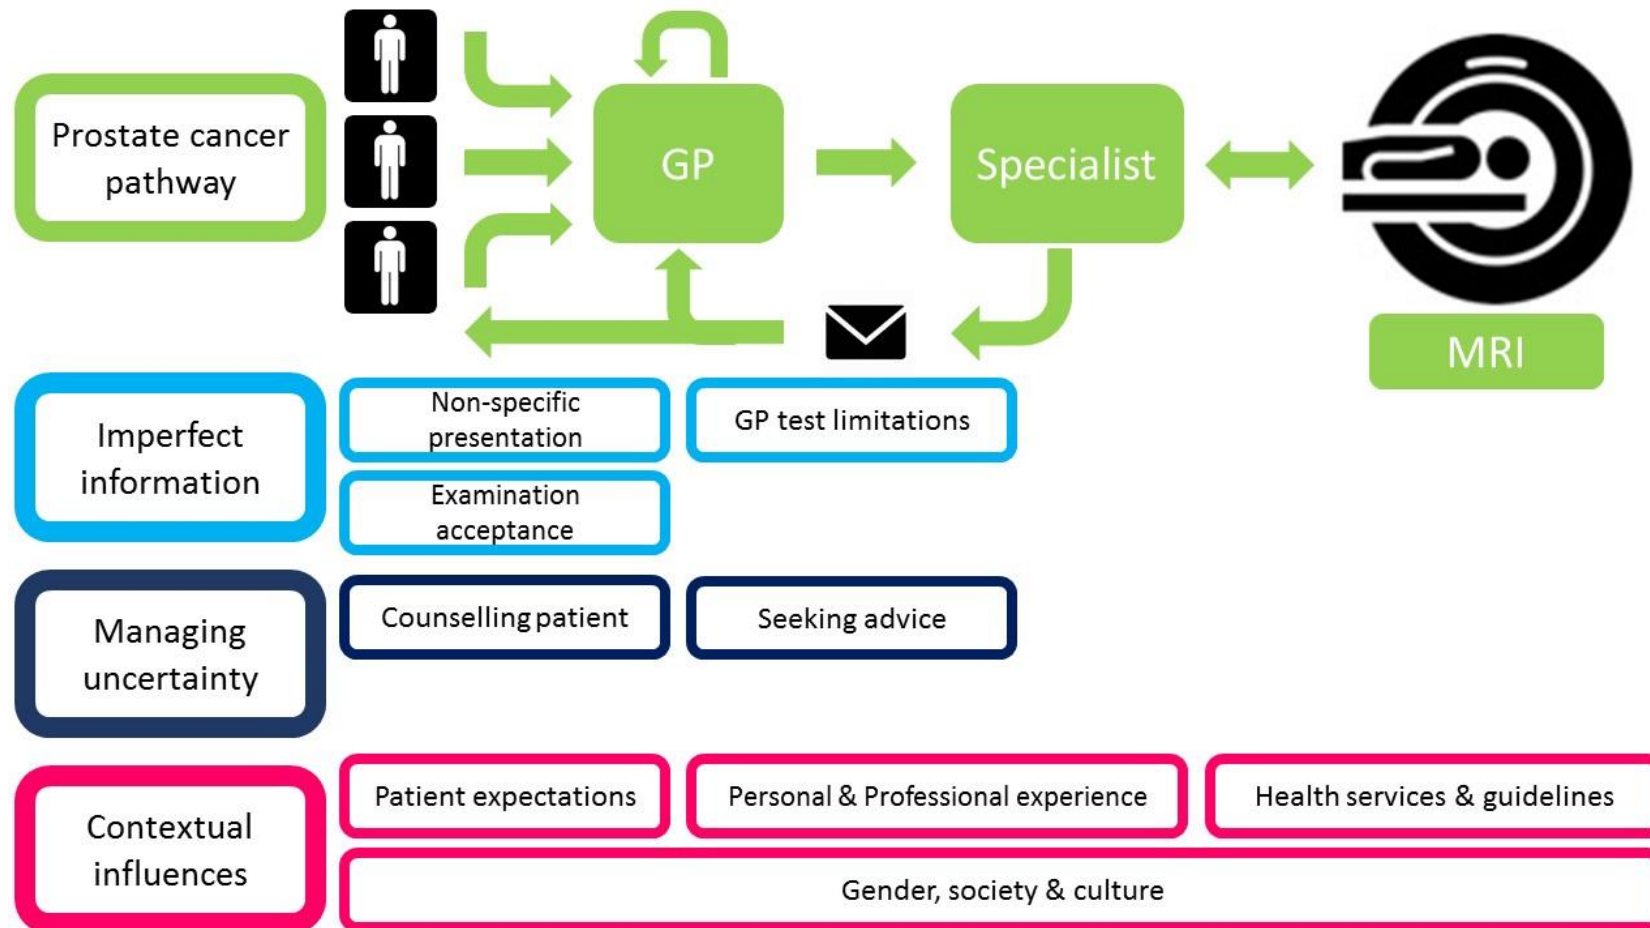 Prostate cancer
pathway
GP
Specialist
MRI
Imperfect
information
Non-specific
presentation
GP test limitations
Examination
acceptance
Managing
uncertainty
Counselling patient
Seeking advice
Contextual
influences
Patient expectations
Personal & Professional experience
Health services & guidelines
Gender, society & culture